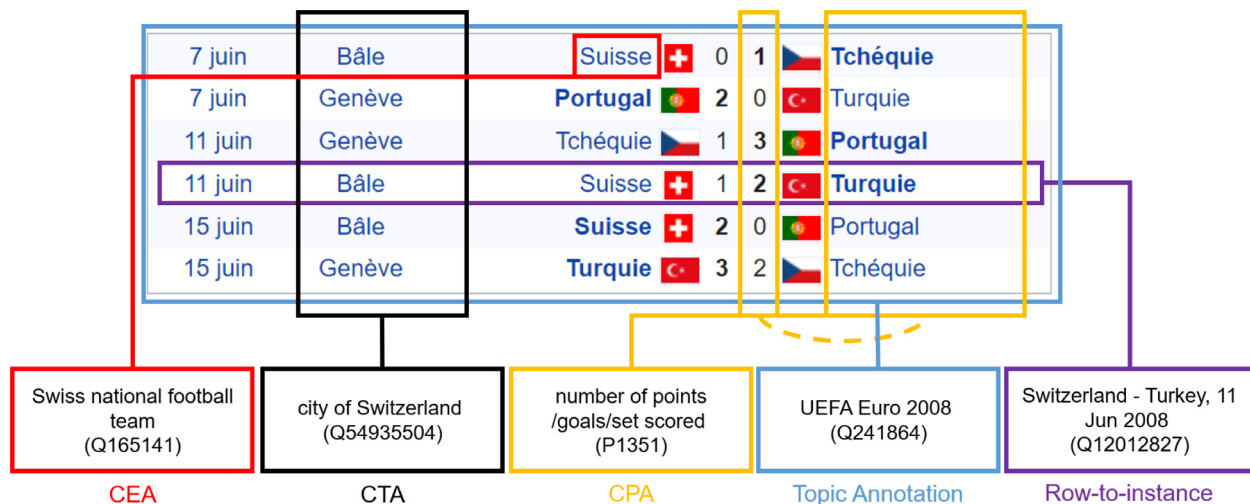 7 juin Bâle Suisse 0 1 Tchéquie
7 juin Genève Portugal 2 0 Turquie
11 juin Genève Tchéquie 1 3 Portugal
11 juin Bâle Suisse 1 2 Turquie
15 juin Bâle Suisse 2 0 Portugal
15 juin Genève Turquie 3 2 Tchéquie
Swiss national football
team
(Q165141)
city of Switzerland
(Q54935504)
number of points
/goals/set scored
(P1351)
UEFA Euro 2008
(Q241864)
Switzerland - Turkey, 11
Jun 2008
(Q12012827)
CEA
CTA
CPA
Topic Annotation
Row-to-instance